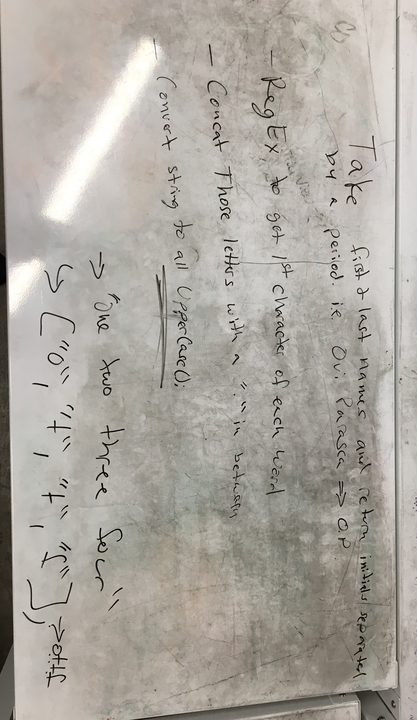 Take first & last names and return initials separated
by a period. i.e. Ovi Parasca => O.P
- RegEx to get 1st character of each word
- Concat Those letters with a "." in between
- Convert string to all UpperCase();
→ "One two three four"
↳ ["o", "t", "t", "f"]; → ottf